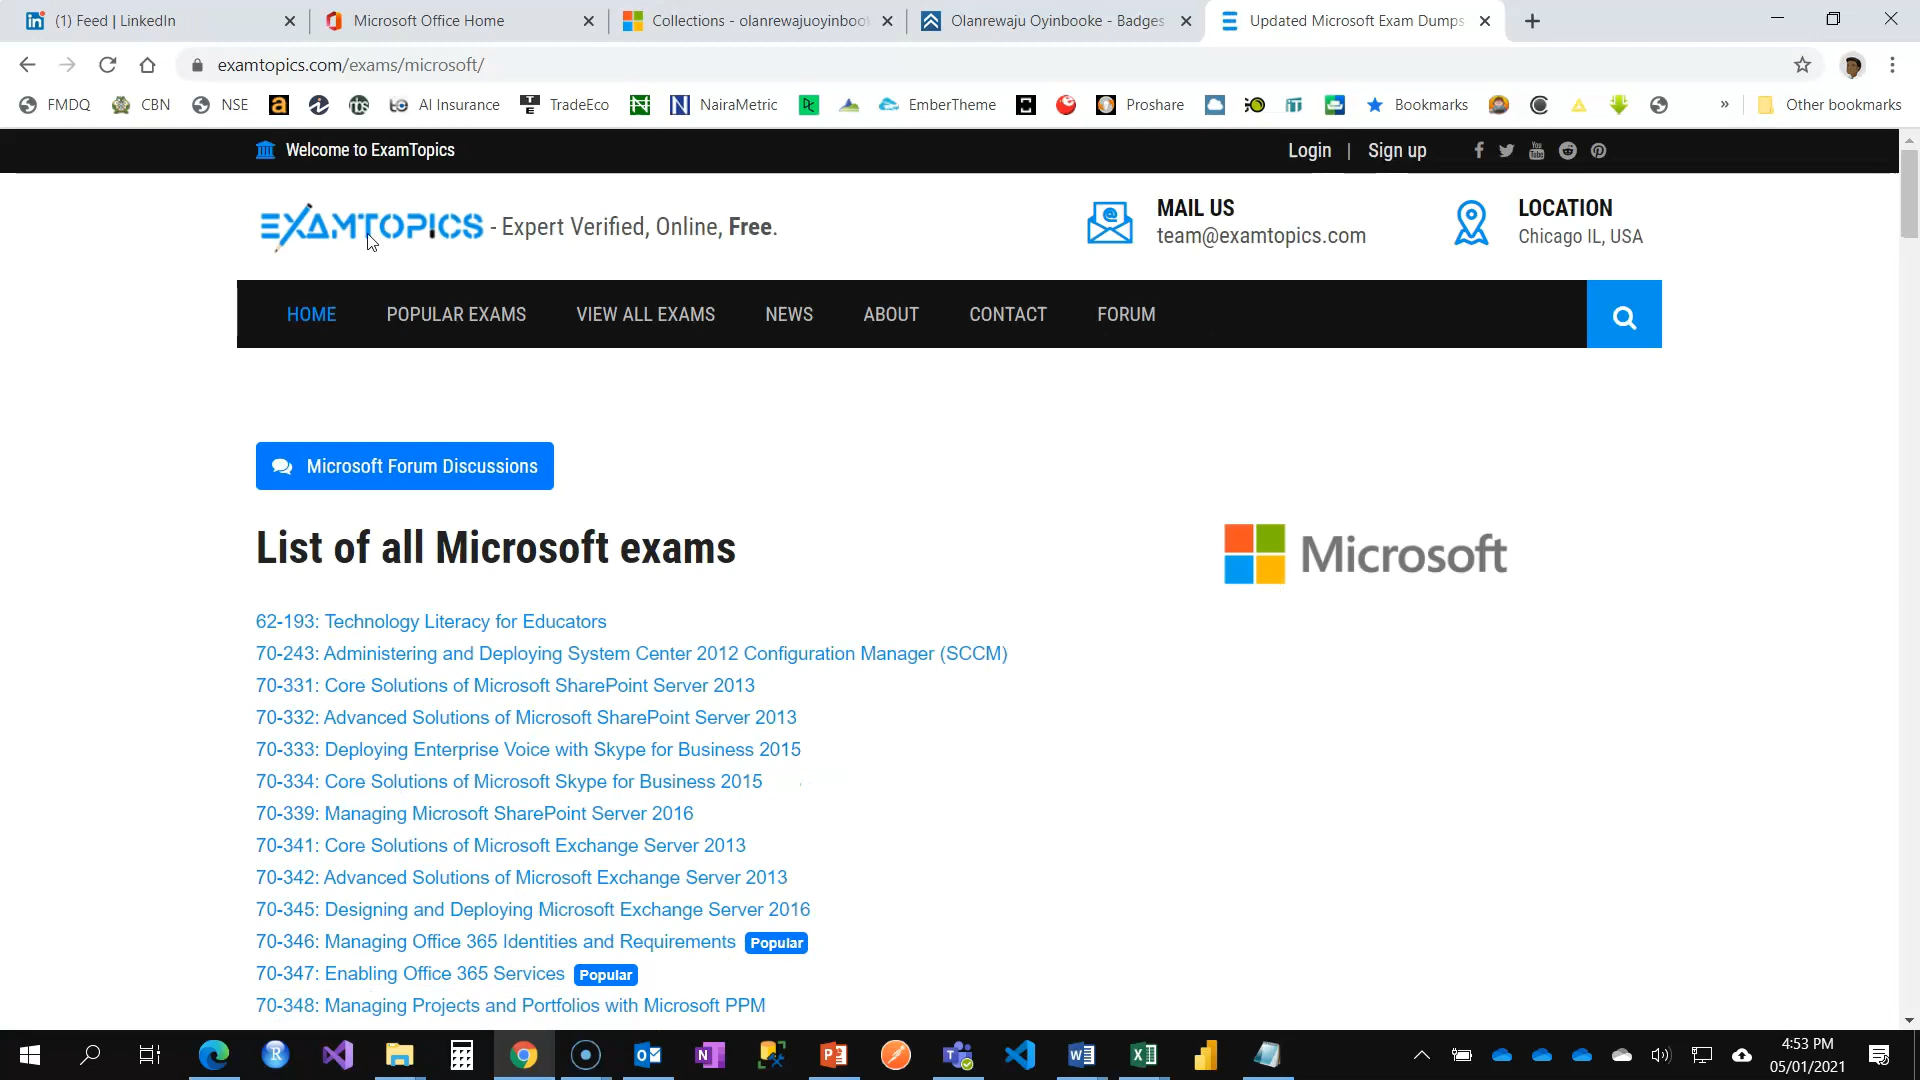 (1) Feed | LinkedIn
Microsoft Office Home
Collections - olanrewajuoyinboo
Olanrewaju Oyinbooke - Badges
Updated Microsoft Exam Dumps
examtopics.com/exams/microsoft/
FMDQ
CBN
NSE
AI Insurance
TradeEco
NairaMetric
EmberTheme
Proshare
Bookmarks
Other bookmarks
Welcome to ExamTopics
Login | Sign up
EXAMTOPICS - Expert Verified, Online, Free.
MAIL US
team@examtopics.com
LOCATION
Chicago IL, USA
HOME
POPULAR EXAMS
VIEW ALL EXAMS
NEWS
ABOUT
CONTACT
FORUM
Microsoft Forum Discussions
List of all Microsoft exams
Microsoft
62-193: Technology Literacy for Educators
70-243: Administering and Deploying System Center 2012 Configuration Manager (SCCM)
70-331: Core Solutions of Microsoft SharePoint Server 2013
70-332: Advanced Solutions of Microsoft SharePoint Server 2013
70-333: Deploying Enterprise Voice with Skype for Business 2015
70-334: Core Solutions of Microsoft Skype for Business 2015
70-339: Managing Microsoft SharePoint Server 2016
70-341: Core Solutions of Microsoft Exchange Server 2013
70-342: Advanced Solutions of Microsoft Exchange Server 2013
70-345: Designing and Deploying Microsoft Exchange Server 2016
70-346: Managing Office 365 Identities and Requirements Popular
70-347: Enabling Office 365 Services Popular
70-348: Managing Projects and Portfolios with Microsoft PPM
4:53 PM
05/01/2021